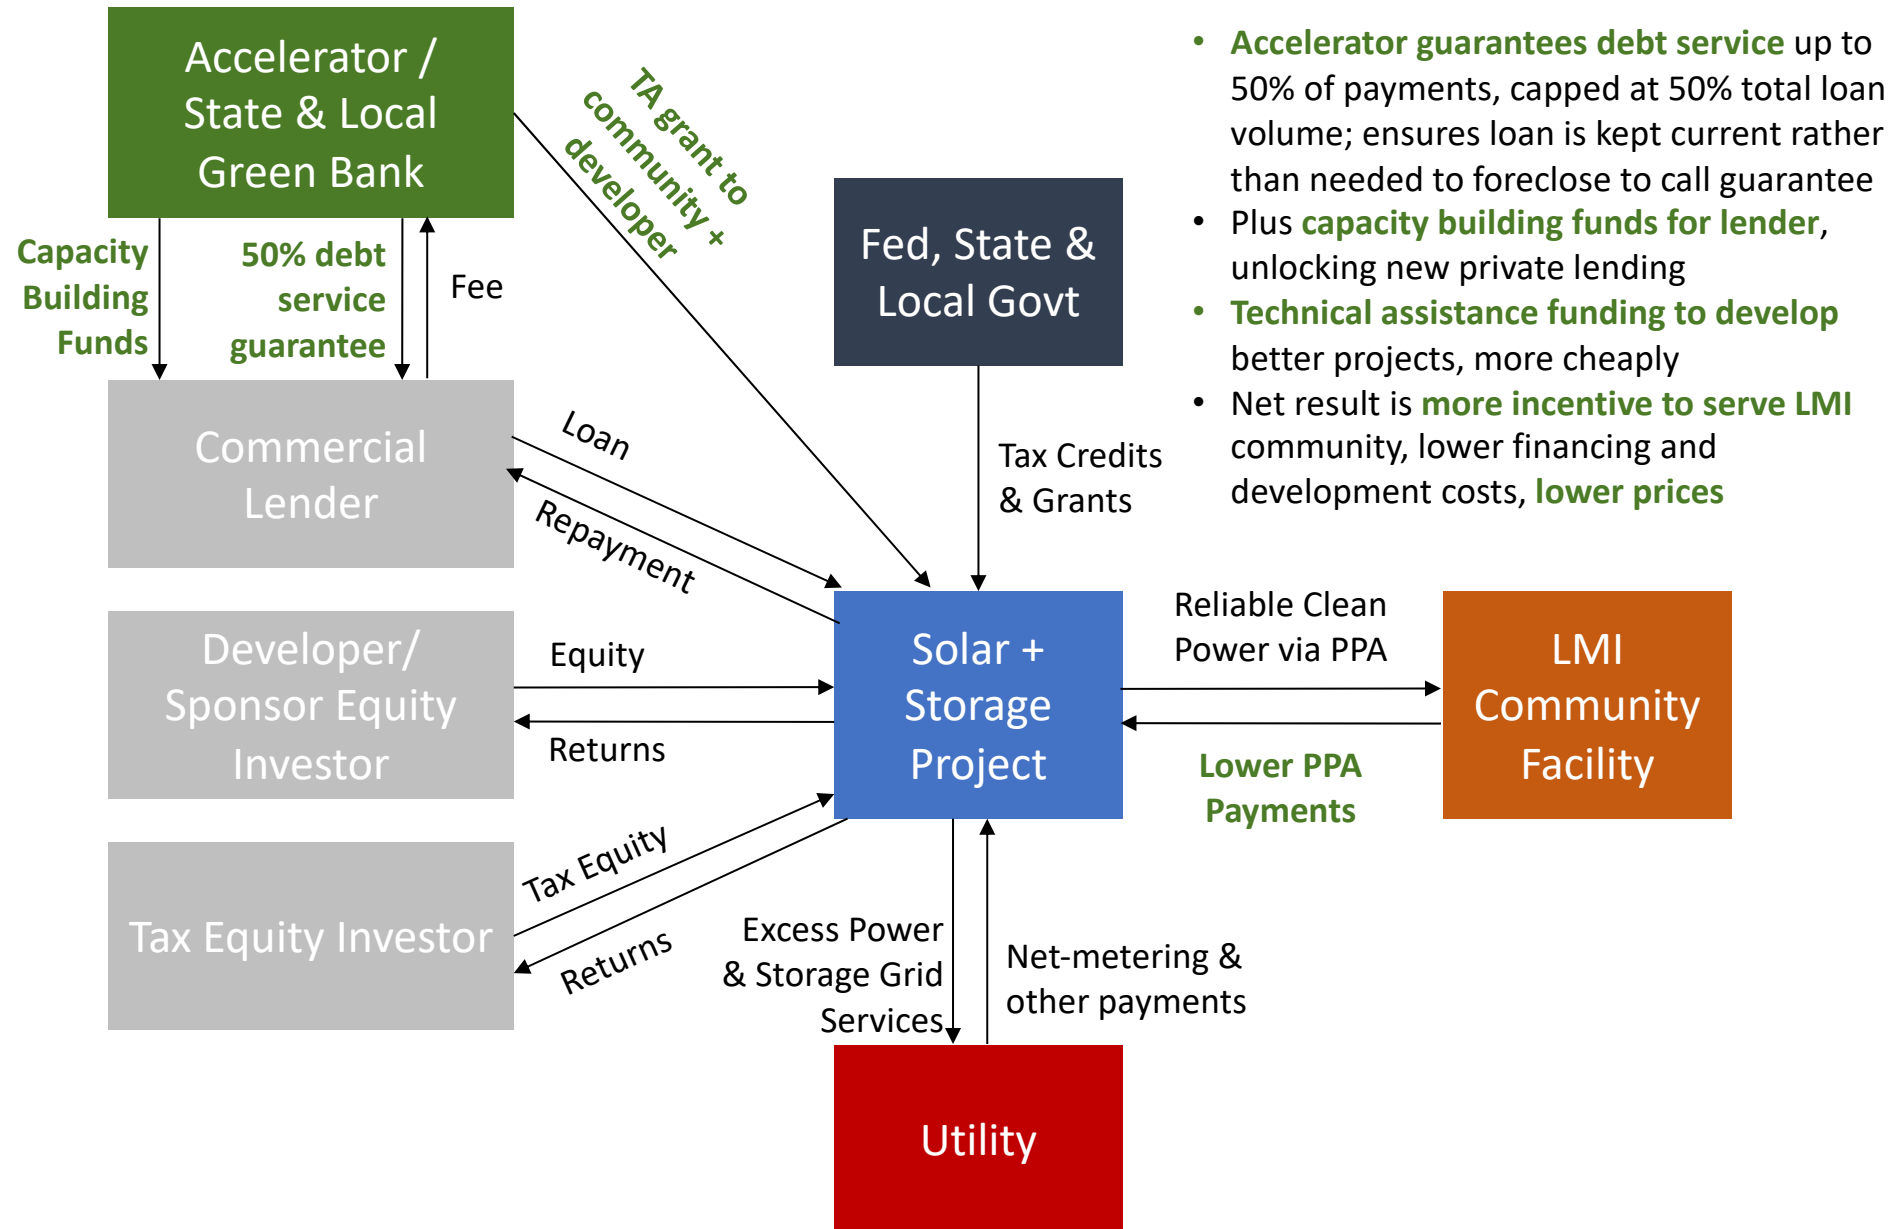 Accelerator /
State & Local
Green Bank
Capacity
Building
Funds
50% debt
service
guarantee
Fee
TA grant to
community +
developer
Fed, State &
Local Govt
Tax Credits
& Grants
• Accelerator guarantees debt service up to
50% of payments, capped at 50% total loan
volume; ensures loan is kept current rather
than needed to foreclose to call guarantee
• Plus capacity building funds for lender,
unlocking new private lending
• Technical assistance funding to develop
better projects, more cheaply
• Net result is more incentive to serve LMI
community, lower financing and
development costs, lower prices
Commercial
Lender
Loan
Repayment
Developer/
Sponsor Equity
Investor
Equity
Returns
Solar +
Storage
Project
Reliable Clean
Power via PPA
Lower PPA
Payments
LMI
Community
Facility
Tax Equity Investor
Tax Equity
Returns
Excess Power
& Storage Grid
Services
Net-metering &
other payments
Utility